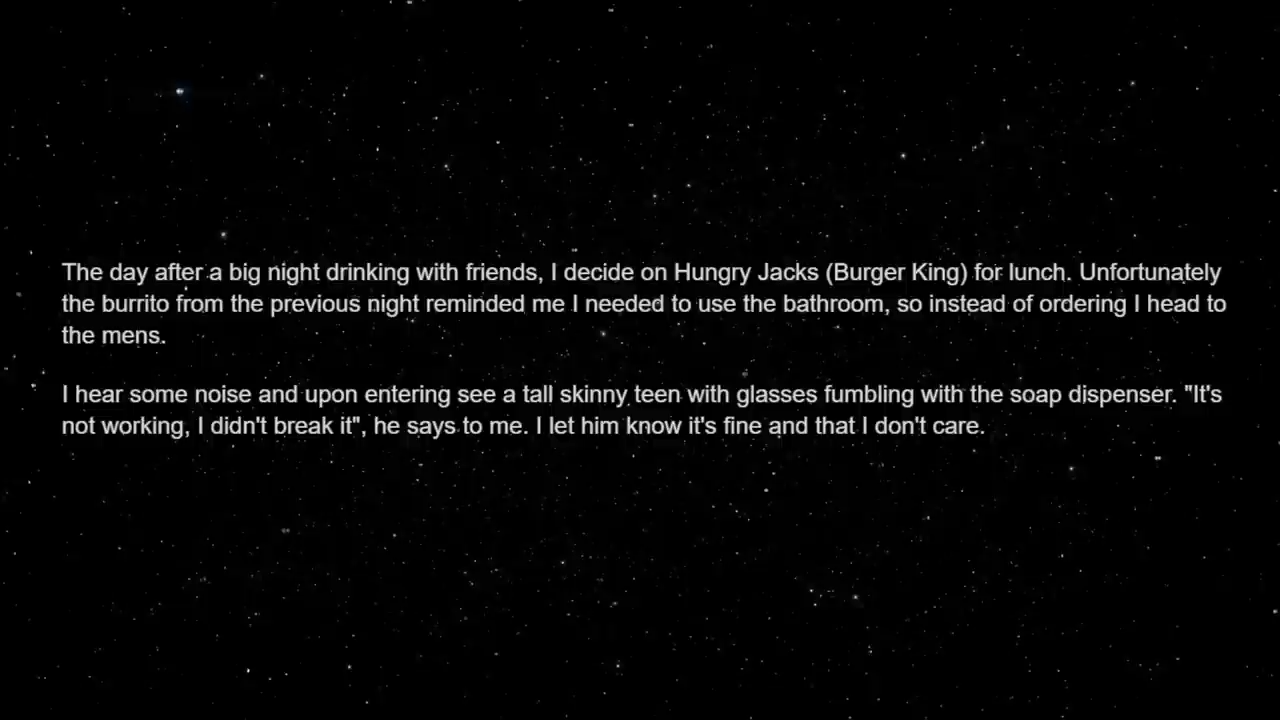 The day after a big night drinking with friends, I decide on Hungry Jacks (Burger King) for lunch. Unfortunately
the burrito from the previous night reminded me I needed to use the bathroom, so instead of ordering I head to
the mens.
I hear some noise and upon entering see a tall skinny teen with glasses fumbling with the soap dispenser. "It's
not working, I didn't break it", he says to me. I let him know it's fine and that I don't care.